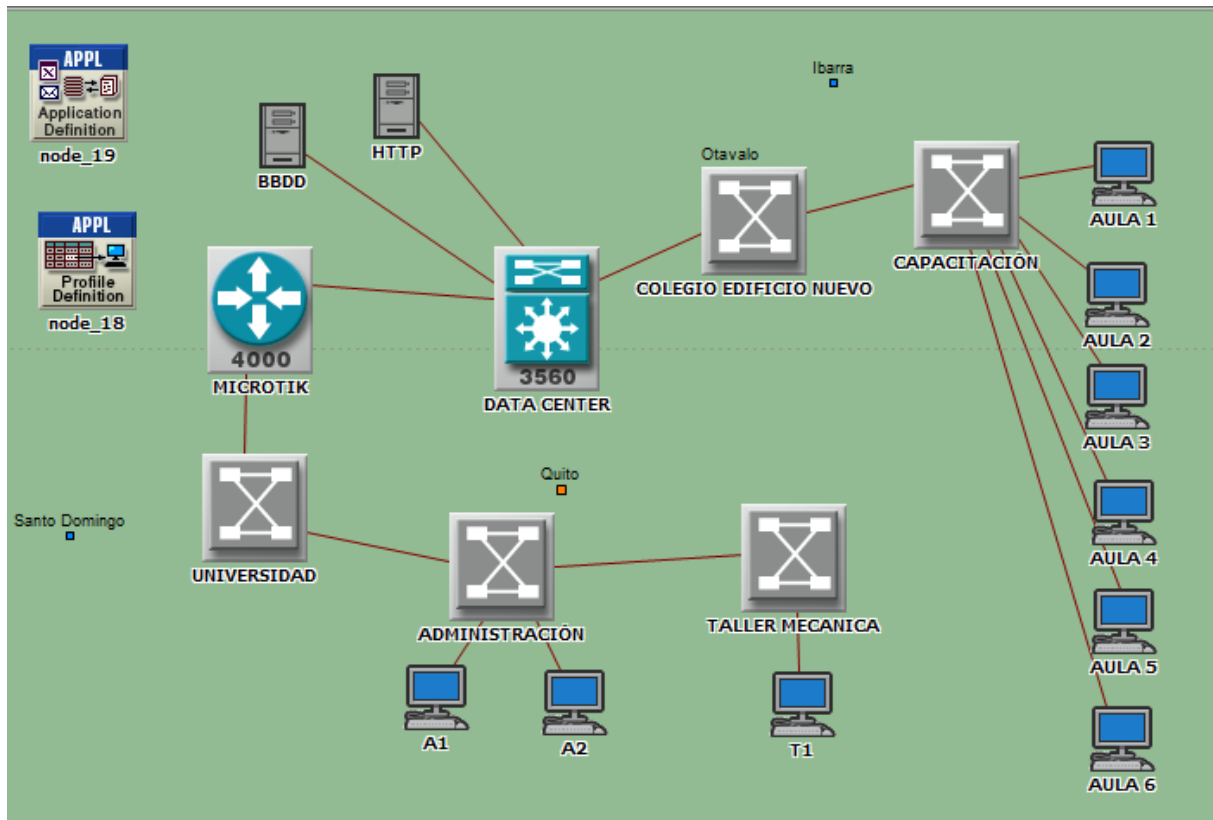 APPL
Application
Definition
node_19
HTTP
BBDD
Ibarra
Otavalo
AULA 1
CAPACITACIÓN
COLEGIO EDIFICIO NUEVO
APPL
Profiile
Definition
node_18
AULA 2
4000
MICROTIK
3560
DATA CENTER
AULA 3
Quito
Santo Domingo
UNIVERSIDAD
AULA 4
ADMINISTRACIÓN
TALLER MECANICA
AULA 5
A1
A2
T1
AULA 6